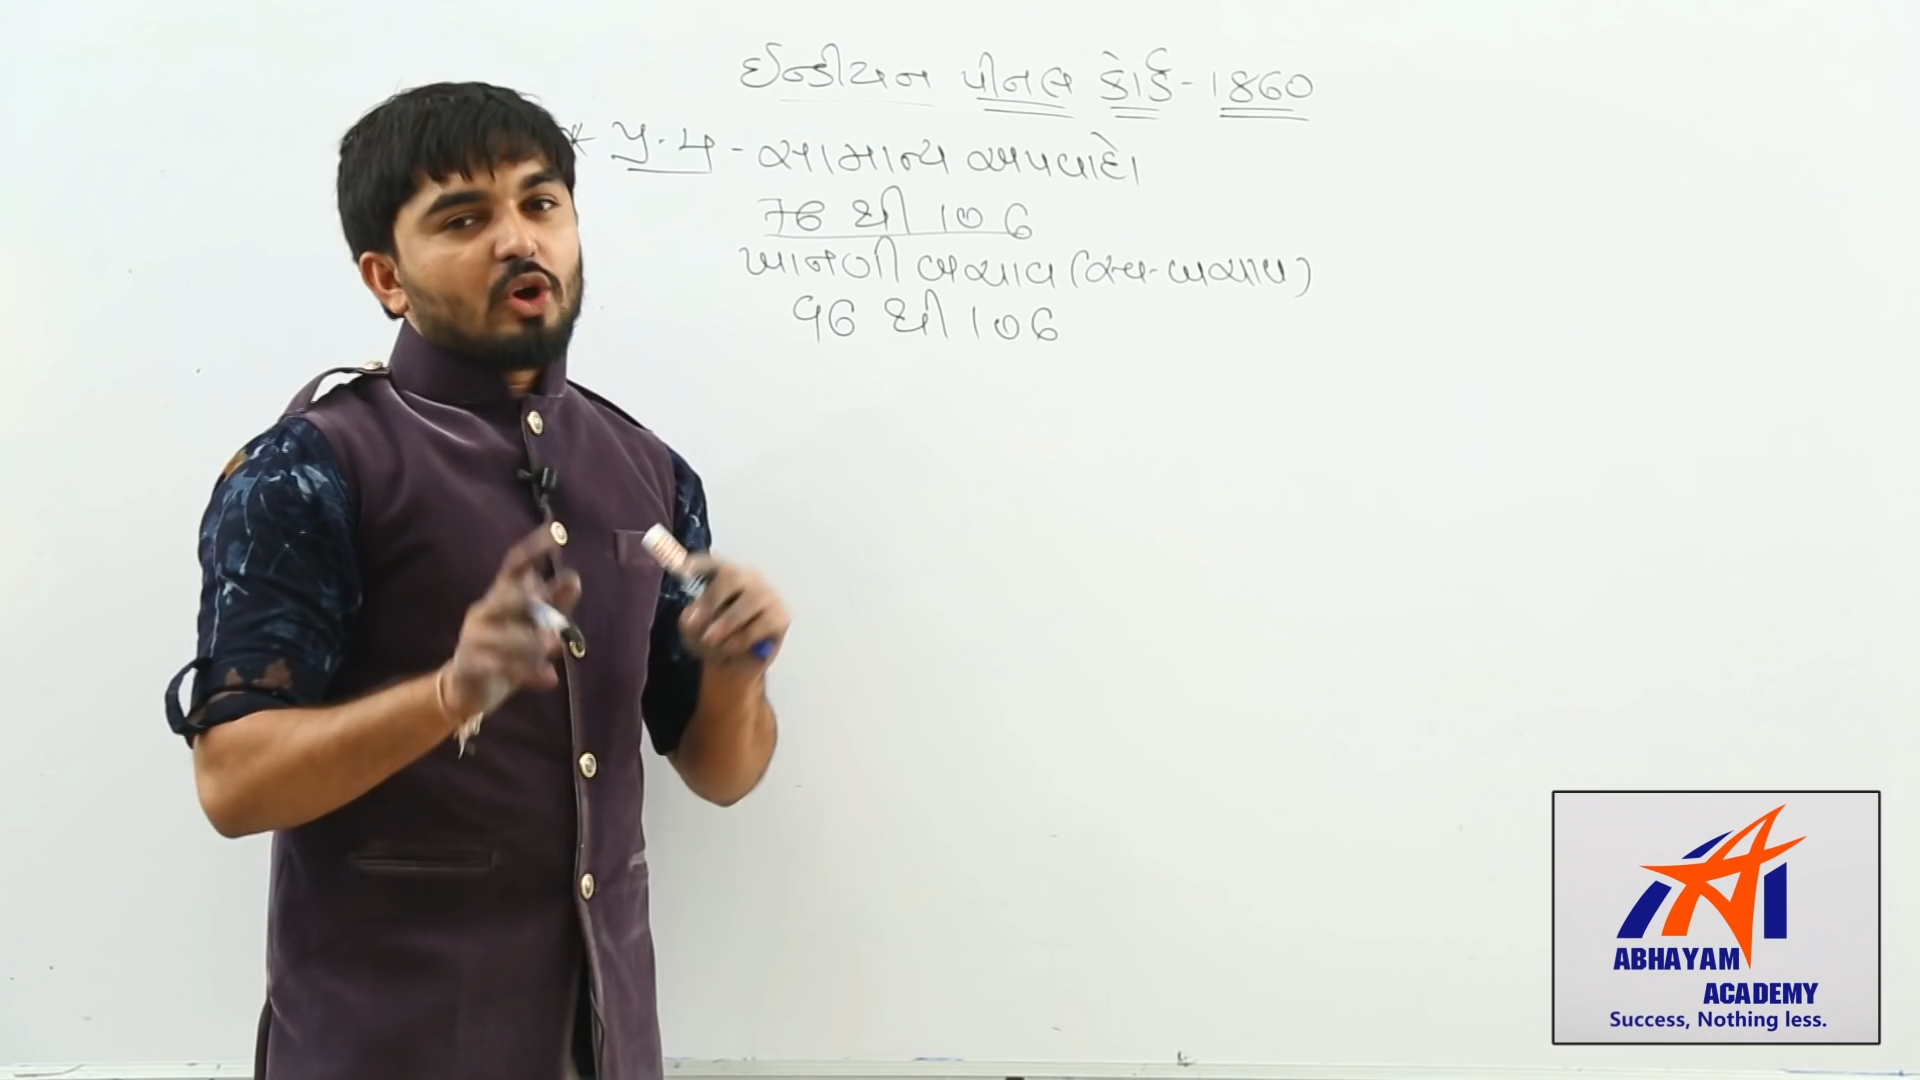 ઈન્ડીયન પીનલ કોડ - 1860
* પ્ર. 4 - સામાન્ય અપવાદો
76 થી 106
ખાનગી બચાવ (સ્વ-બચાવ)
96 થી 106
ABHAYAM
ACADEMY
Success, Nothing less.